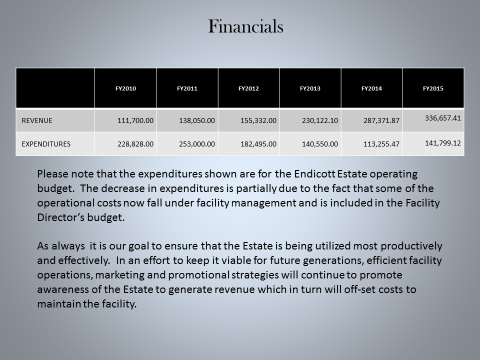 Financials
FY2010 FY2011 FY2012 FY2013 FY2014 FY2015
REVENUE 111,700.00 138,050.00 155,332.00 230,122.10 287,371.87 336,657.41
EXPENDITURES 228,828.00 253,000.00 182,495.00 140,550.00 113,255.47 141,799.12
Please note that the expenditures shown are for the Endicott Estate operating
budget. The decrease in expenditures is partially due to the fact that some of the
operational costs now fall under facility management and is included in the Facility
Director's budget.
As always it is our goal to ensure that the Estate is being utilized most productively
and effectively. In an effort to keep it viable for future generations, efficient facility
operations, marketing and promotional strategies will continue to promote
awareness of the Estate to generate revenue which in turn will off-set costs to
maintain the facility.